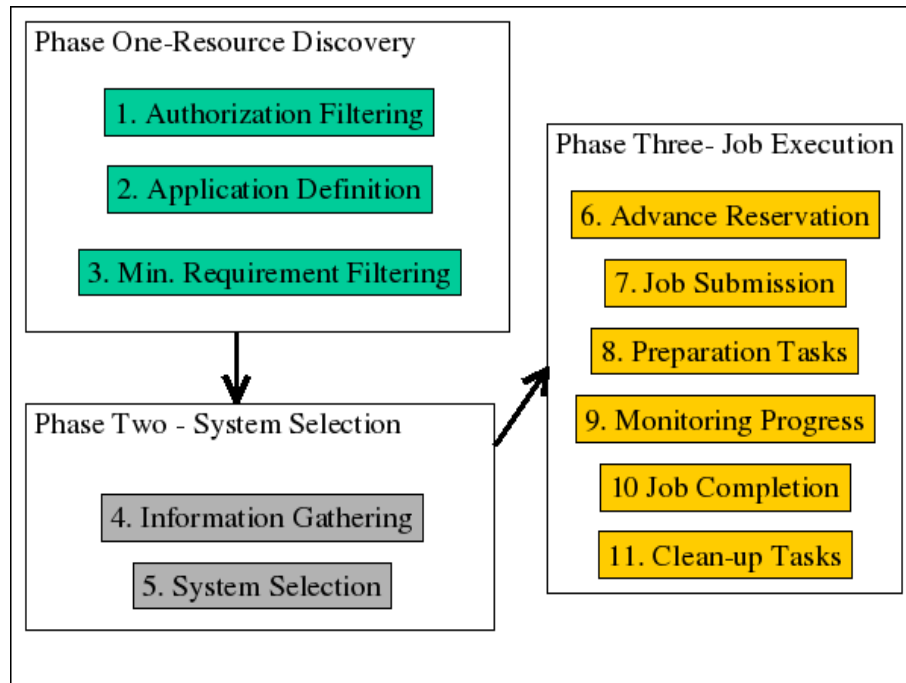 Phase One-Resource Discovery
1. Authorization Filtering
2. Application Definition
3. Min. Requirement Filtering
Phase Two - System Selection
4. Information Gathering
5. System Selection
Phase Three- Job Execution
6. Advance Reservation
7. Job Submission
8. Preparation Tasks
9. Monitoring Progress
10 Job Completion
11. Clean-up Tasks